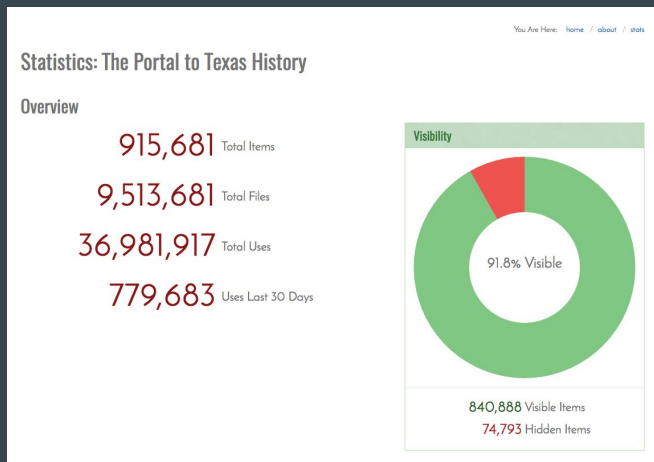 You Are Here: home / about / stats
Statistics: The Portal to Texas History
Overview
915,681 Total Items
9,513,681 Total Files
36,981,917 Total Uses
779,683 Uses Last 30 Days
Visibility
91.8% Visible
840,888 Visible Items
74,793 Hidden Items